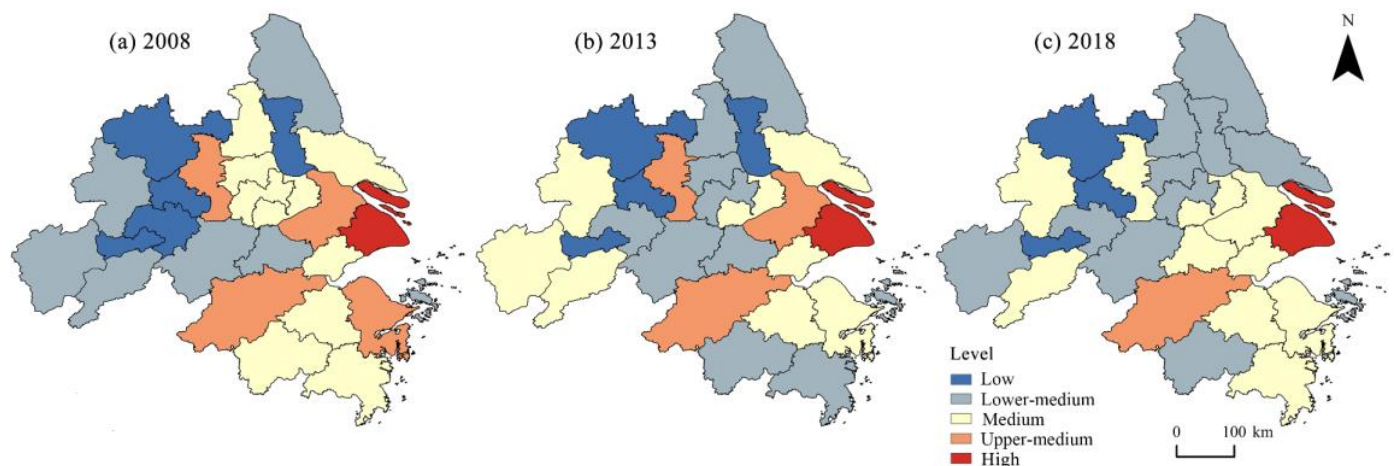 (a) 2008
(b) 2013
(c) 2018
N
Level
Low
Lower-medium
Medium
Upper-medium
High
0 100 km